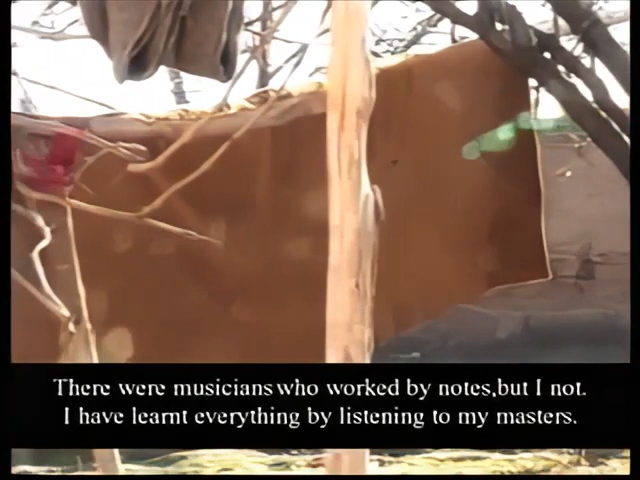 There were musicians who worked by notes,but I not.
I have learnt everything by listening to my masters.